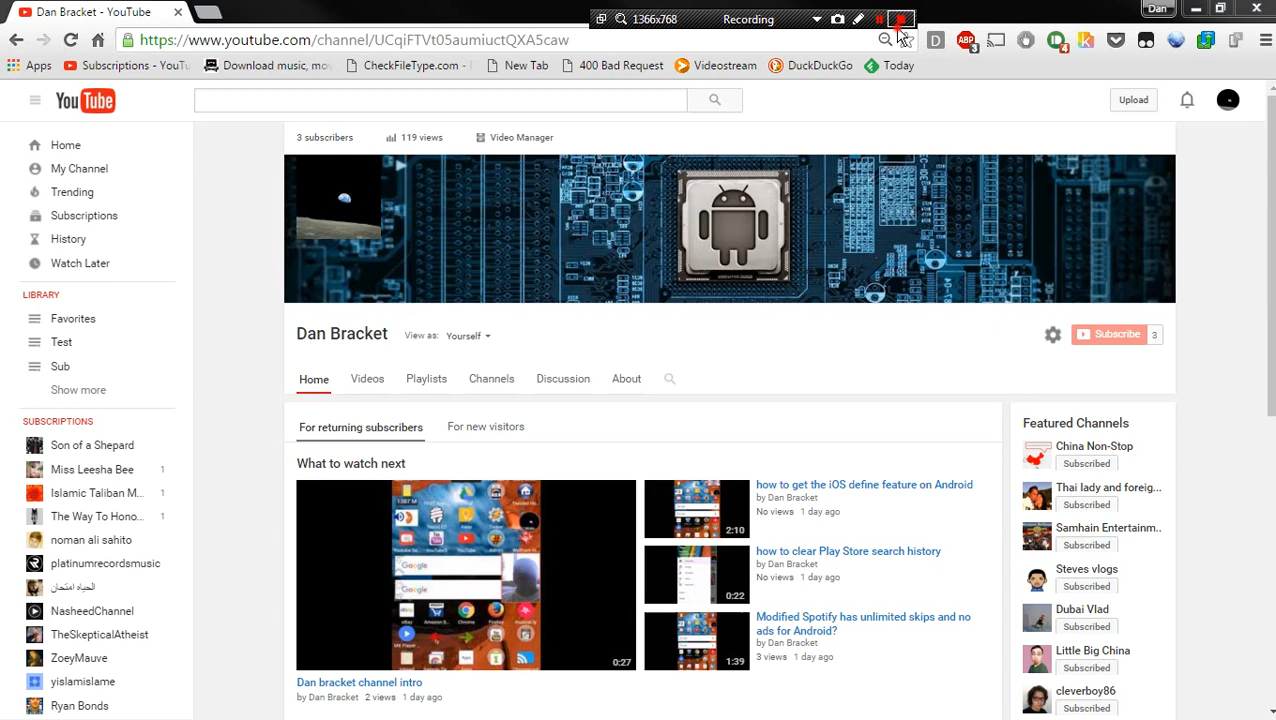 Dan Bracket - YouTube
1366x768
Recording
Dan
https://www.youtube.com/channel/UCqiFTVt05aumiuctQXA5caw
D
ABP
3
4
Apps
Subscriptions - YouTu
Download music, mov
CheckFileType.com -
New Tab
400 Bad Request
Videostream
DuckDuckGo
Today
YouTube
Upload
3 subscribers
119 views
Video Manager
Home
My Channel
Trending
Subscriptions
History
Watch Later
LIBRARY
Favorites
Test
Sub
Show more
SUBSCRIPTIONS
Son of a Shepard
Miss Leesha Bee 1
Islamic Taliban M... 1
The Way To Hono... 1
noman ali sahito
platinumrecordsmusic
الحياة امتحان
NasheedChannel
TheSkepticalAtheist
ZoeyMauve
yislamislame
Ryan Bonds
Dan Bracket
View as: Yourself
Subscribe 3
Home
Videos
Playlists
Channels
Discussion
About
For returning subscribers
For new visitors
What to watch next
Google
Google
0:27
Dan bracket channel intro
by Dan Bracket 2 views 1 day ago
2:10
how to get the iOS define feature on Android
by Dan Bracket
No views 1 day ago
0:22
how to clear Play Store search history
by Dan Bracket
No views 1 day ago
1:39
Modified Spotify has unlimited skips and no
ads for Android?
by Dan Bracket
3 views 1 day ago
Featured Channels
China Non-Stop
Subscribed
Thai lady and foreig...
Subscribed
Samhain Entertainm..
Subscribed
Steves vlogs
Subscribed
Dubai Vlad
Subscribed
Little Big China
Subscribed
cleverboy86
Subscribed